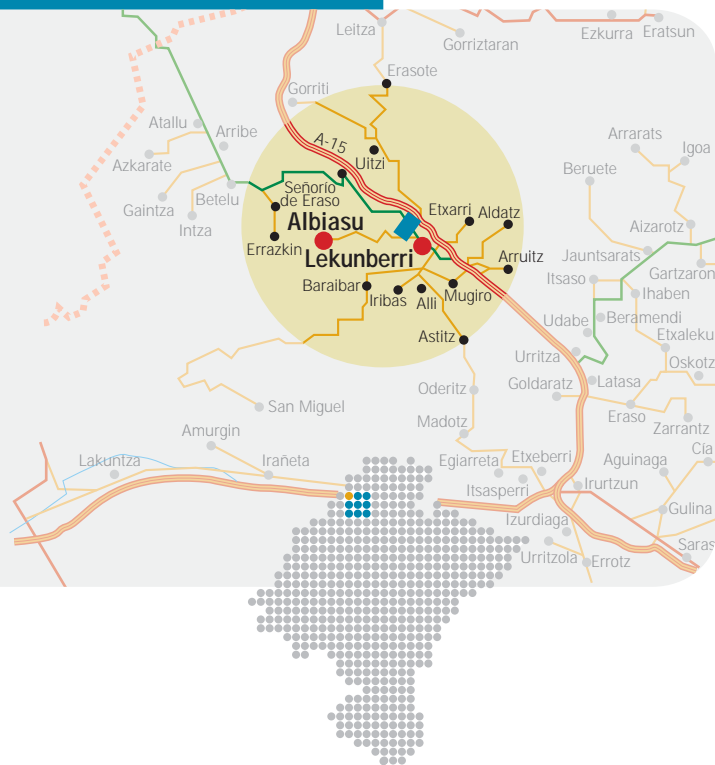 Leitza
Gorriztaran
Ezkurra
Eratsun
Erasote
Gorriti
Atallu
Arribe
A-15
Uitzi
Azkarate
Arrarats
Igoa
Beruete
Betelu
Señorío
de Eraso
Gaintza
Intza
Albiasu
Etxarri
Aldatz
Aizarotz
Errazkin
Lekunberri
Arruitz
Jauntsarats
Gartzaron
Baraibar
Iribas
Alli
Mugiro
Itsaso
Ihaben
Astitz
Udabe
Beramendi
Etxaleku
Urritza
Oskotz
Oderitz
Goldaratz
Latasa
San Miguel
Eraso
Zarrantz
Madotz
Amurgin
Cía
Lakuntza
Irañeta
Egiarreta
Etxeberri
Aguinaga
Itsasperri
Irurtzun
Izurdiaga
Gulina
Urritzola
Errotz
Saras